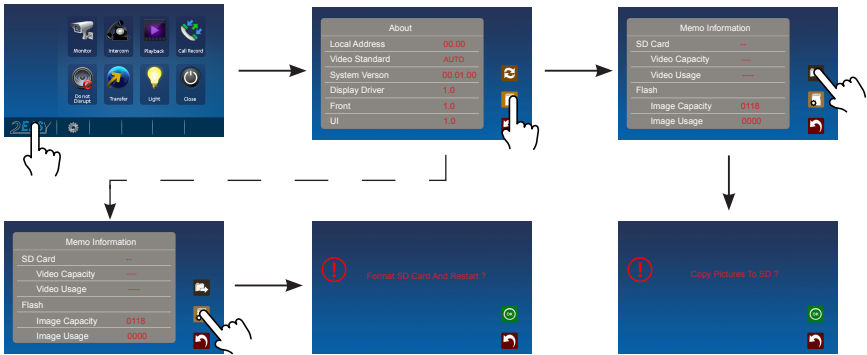 Monitor Intercom Playback Call Record
Do not Disrupt Transfer Light Close
2EASY
About
Local Address 00.00
Video Standard AUTO
System Verson 00.01.00
Display Driver 1.0
Front 1.0
UI 1.0
Memo Information
SD Card --
Video Capacity ----
Video Usage ----
Flash
Image Capacity 0118
Image Usage 0000
Memo Information
SD Card --
Video Capacity ----
Video Usage ----
Flash
Image Capacity 0118
Image Usage 0000
Format SD Card And Restart ?
OK
Copy Pictures To SD ?
OK